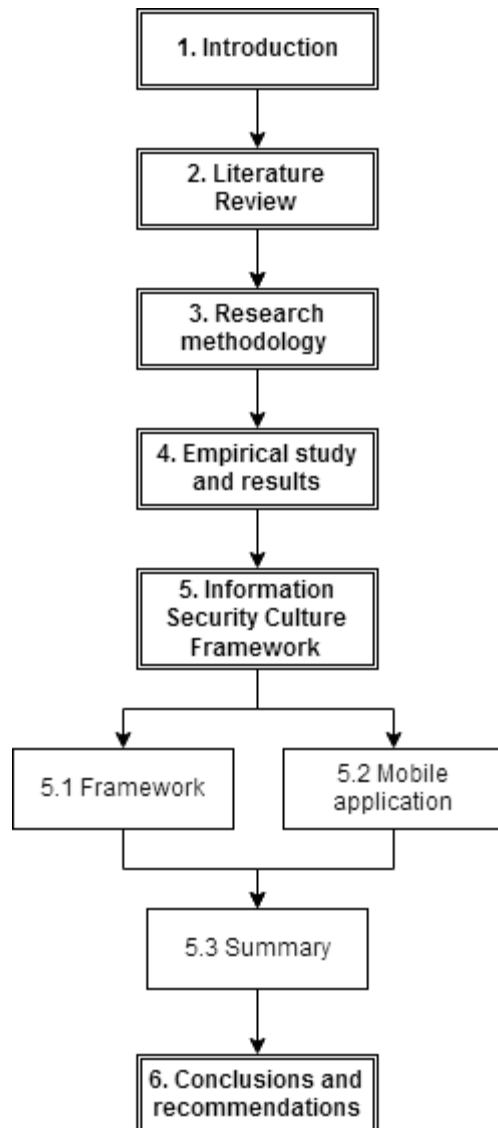 1. Introduction
2. Literature
Review
3. Research
methodology
4. Empirical study
and results
5. Information
Security Culture
Framework
5.1 Framework
5.2 Mobile
application
5.3 Summary
6. Conclusions and
recommendations